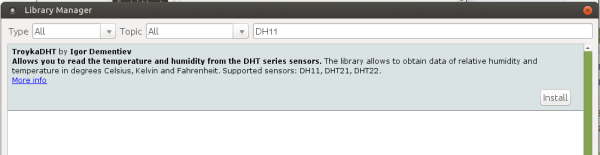 Library Manager
Type All Topic All DH11
TroykaDHT by Igor Dementiev
Allows you to read the temperature and humidity from the DHT series sensors. The library allows to obtain data of relative humidity and
temperature in degrees Celsius, Kelvin and Fahrenheit. Supported sensors: DH11, DHT21, DHT22.
More info
Install